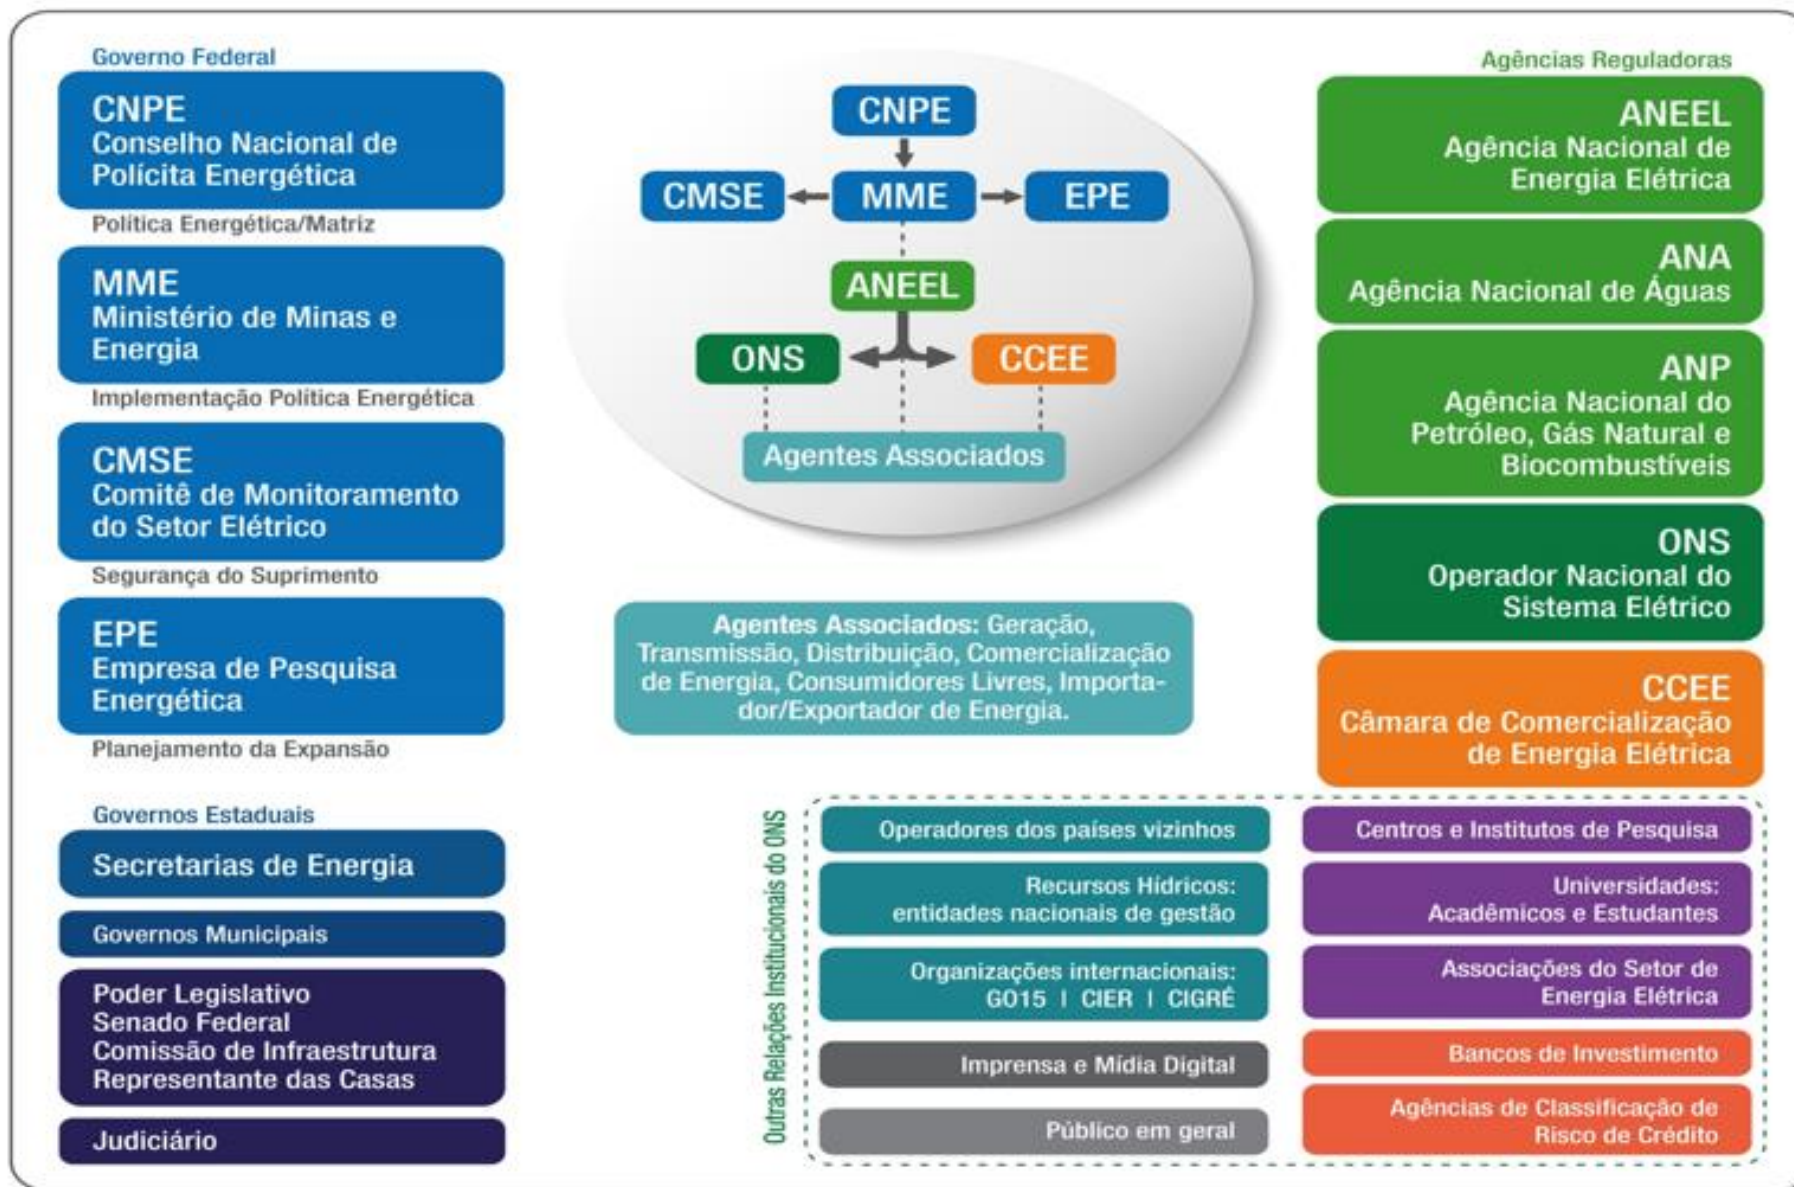 Governo Federal
CNPE
Conselho Nacional de
Polícita Energética
Política Energética/Matriz
MME
Ministério de Minas e
Energia
Implementação Política Energética
CMSE
Comitê de Monitoramento
do Setor Elétrico
Segurança do Suprimento
EPE
Empresa de Pesquisa
Energética
Planejamento da Expansão
Governos Estaduais
Secretarias de Energia
Governos Municipais
Poder Legislativo
Senado Federal
Comissão de Infraestrutura
Representante das Casas
Judiciário
CNPE
CMSE
MME
EPE
ANEEL
ONS
CCEE
Agentes Associados
Agentes Associados: Geração,
Transmissão, Distribuição, Comercialização
de Energia, Consumidores Livres, Importa-
dor/Exportador de Energia.
Agências Reguladoras
ANEEL
Agência Nacional de
Energia Elétrica
ANA
Agência Nacional de Águas
ANP
Agência Nacional do
Petróleo, Gás Natural e
Biocombustíveis
ONS
Operador Nacional do
Sistema Elétrico
CCEE
Câmara de Comercialização
de Energia Elétrica
Outras Relações Institucionais do ONS
Operadores dos países vizinhos
Recursos Hídricos:
entidades nacionais de gestão
Organizações internacionais:
GO15 | CIER | CIGRÉ
Imprensa e Mídia Digital
Público em geral
Centros e Institutos de Pesquisa
Universidades:
Acadêmicos e Estudantes
Associações do Setor de
Energia Elétrica
Bancos de Investimento
Agências de Classificação de
Risco de Crédito